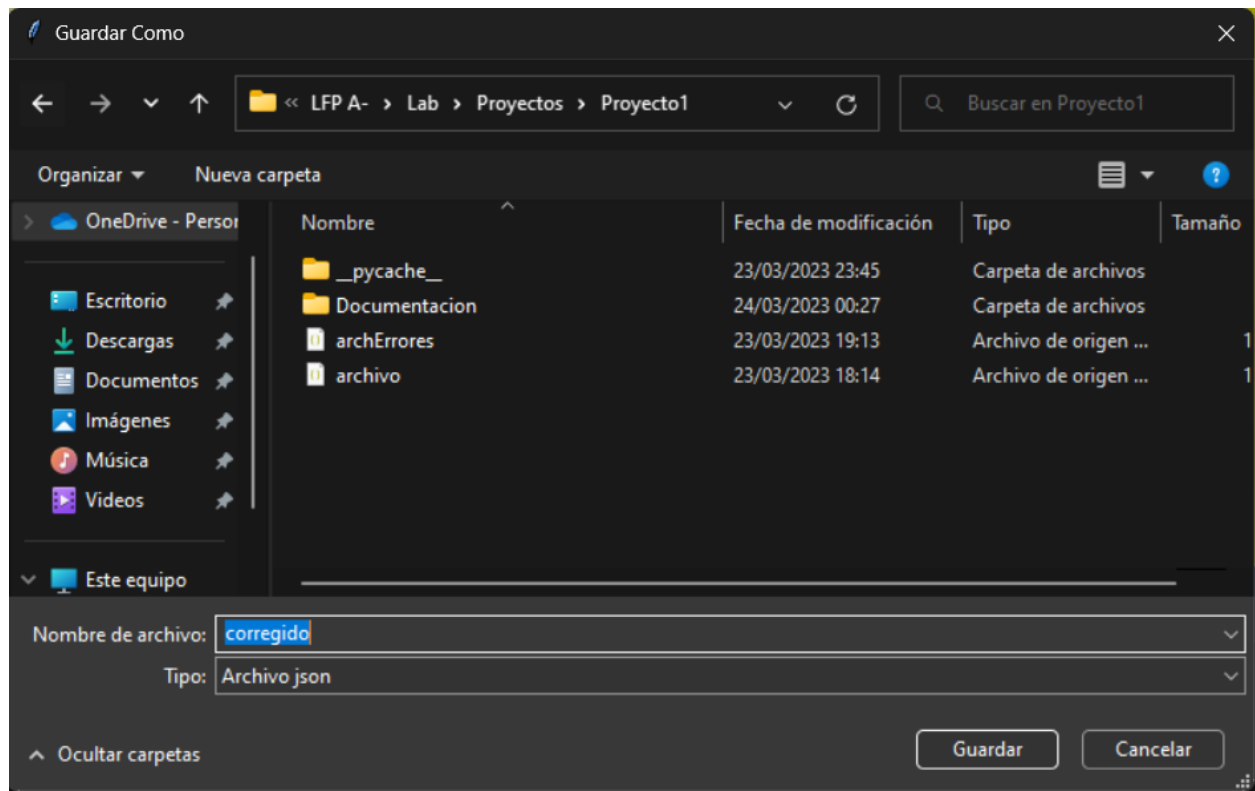 Guardar Como
« LFP A- > Lab > Proyectos > Proyecto1
Buscar en Proyecto1
Organizar Nueva carpeta
OneDrive - Person
Nombre Fecha de modificación Tipo Tamaño
__pycache__ 23/03/2023 23:45 Carpeta de archivos
Documentacion 24/03/2023 00:27 Carpeta de archivos
archErrores 23/03/2023 19:13 Archivo de origen ... 1
archivo 23/03/2023 18:14 Archivo de origen ... 1
Escritorio
Descargas
Documentos
Imágenes
Música
Videos
Este equipo
Nombre de archivo: corregido
Tipo: Archivo json
Ocultar carpetas
Guardar Cancelar